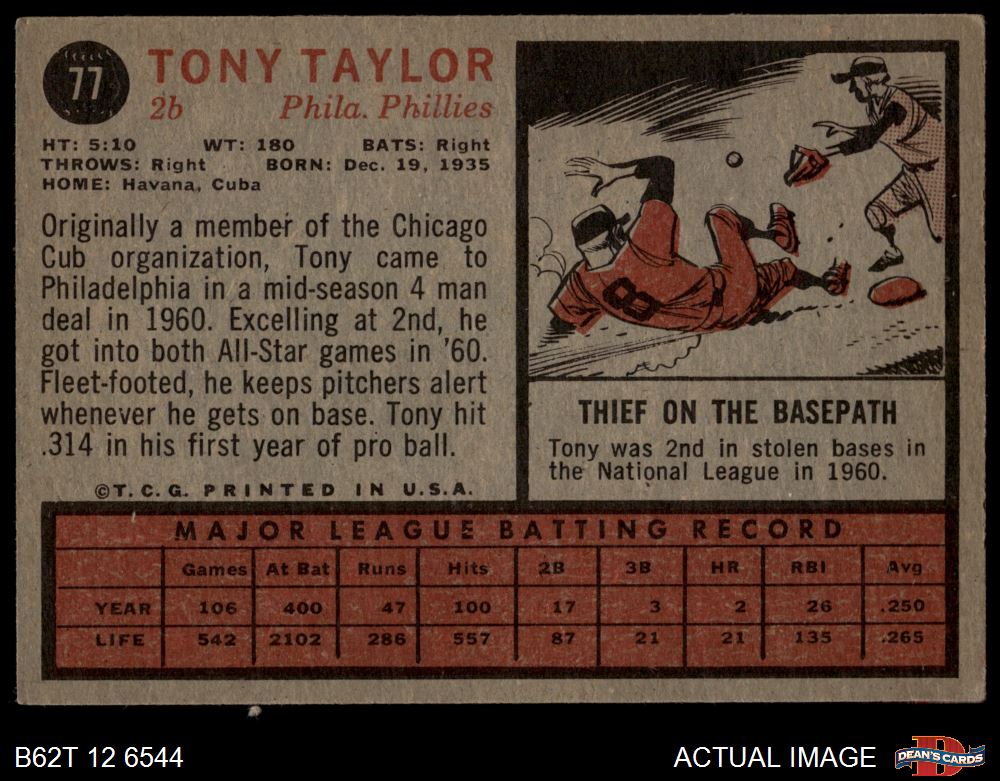 77
TONY TAYLOR
2b Phila. Phillies
HT: 5:10 WT: 180 BATS: Right
THROWS: Right BORN: Dec. 19, 1935
HOME: Havana, Cuba
Originally a member of the Chicago
Cub organization, Tony came to
Philadelphia in a mid-season 4 man
deal in 1960. Excelling at 2nd, he
got into both All-Star games in '60.
Fleet-footed, he keeps pitchers alert
whenever he gets on base. Tony hit
.314 in his first year of pro ball.
©T. C. G. PRINTED IN U.S.A.
8
THIEF ON THE BASEPATH
Tony was 2nd in stolen bases in
the National League in 1960.
MAJOR LEAGUE BATTING RECORD
Games At Bat Runs Hits 2B 3B HR RBI Avg
YEAR 106 400 47 100 17 3 2 26 .250
LIFE 542 2102 286 557 87 21 21 135 .265
B62T 12 6544
ACTUAL IMAGE
D
DEAN'S CARDS